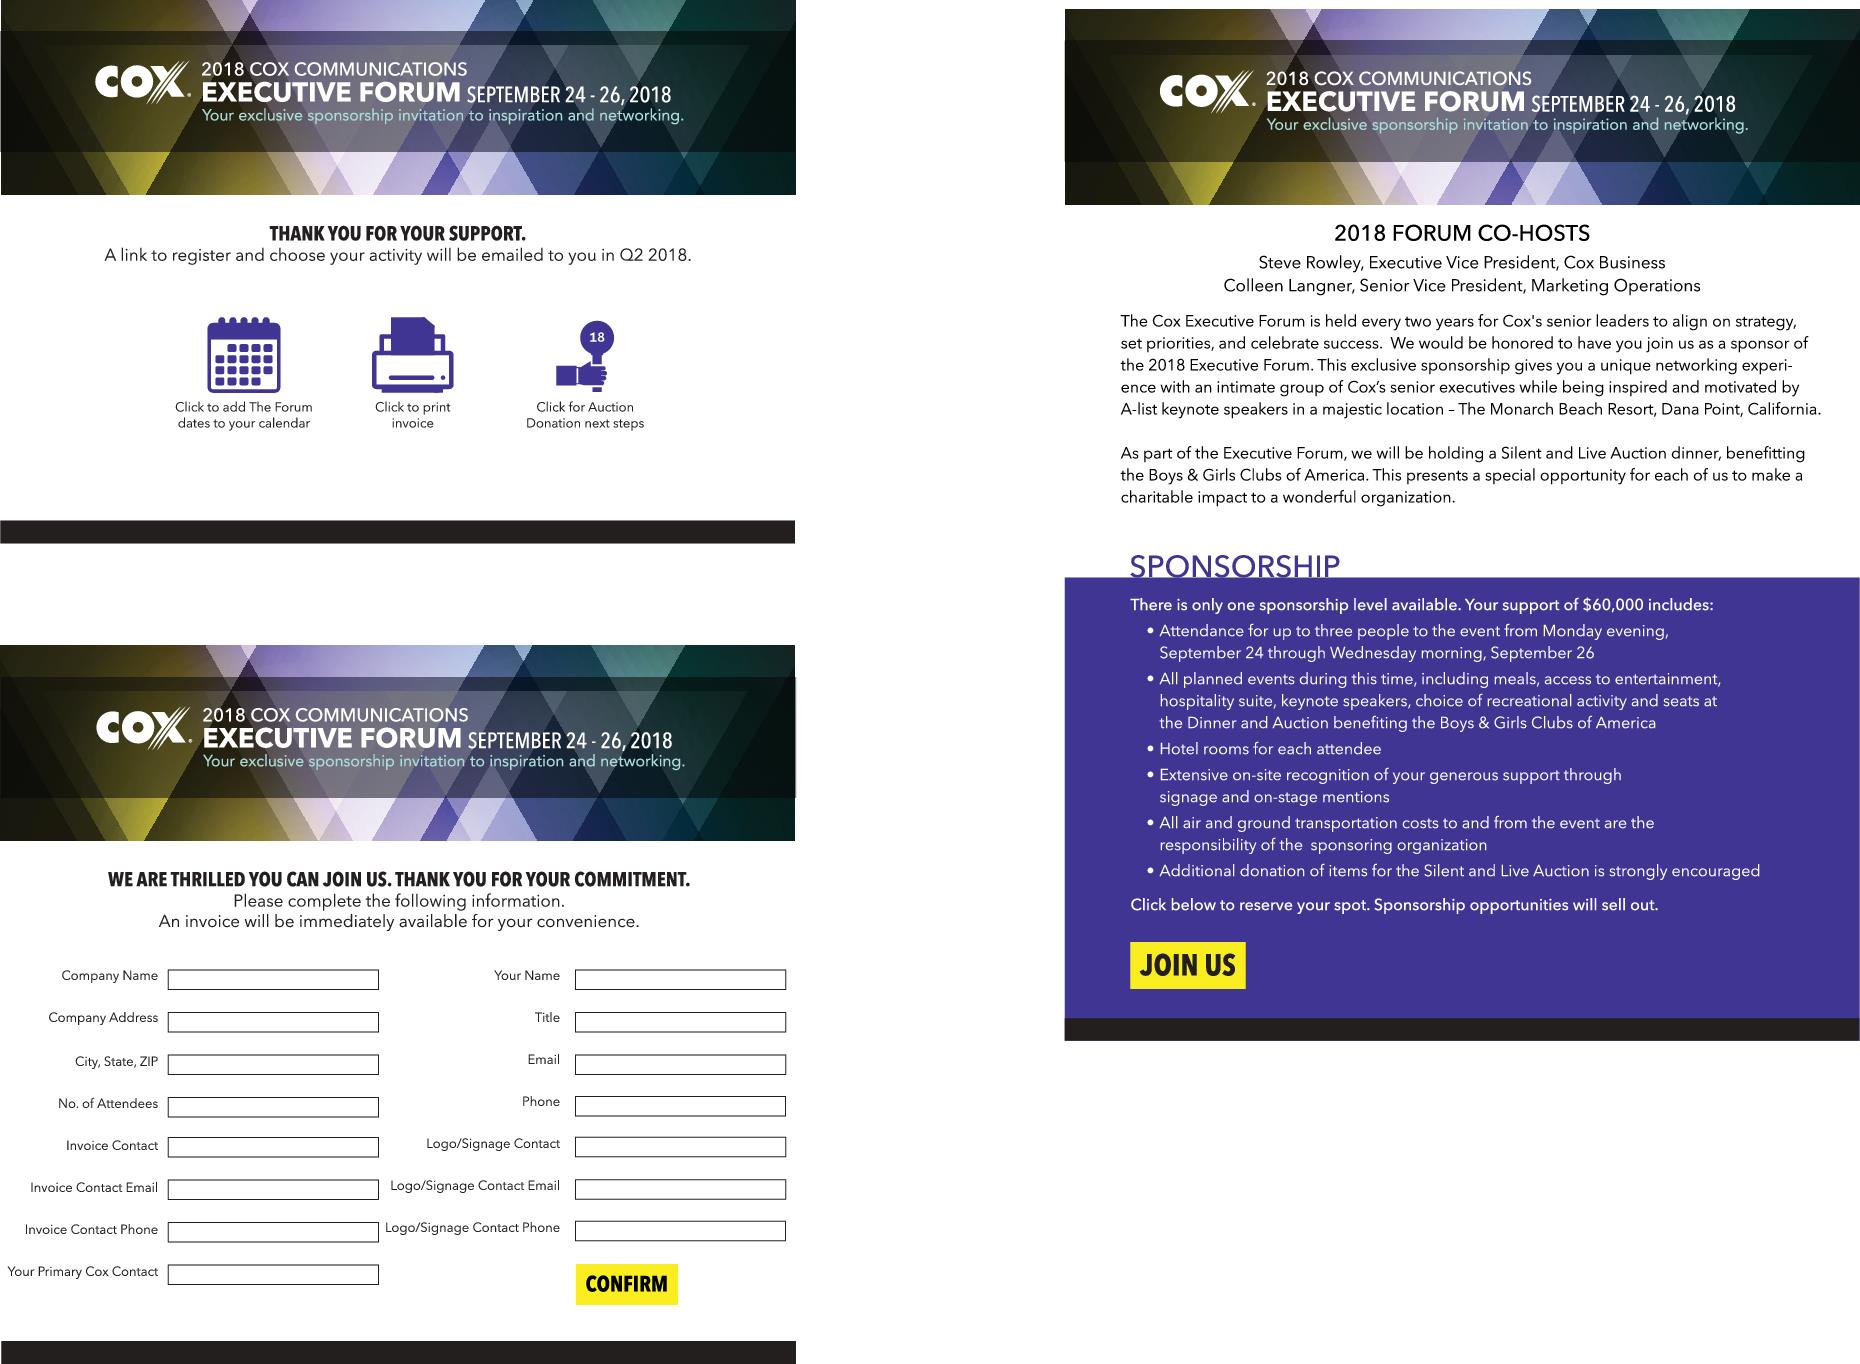 COX
2018 COX COMMUNICATIONS
EXECUTIVE FORUM SEPTEMBER 24 - 26, 2018
Your exclusive sponsorship invitation to inspiration and networking.
THANK YOU FOR YOUR SUPPORT.
A link to register and choose your activity will be emailed to you in Q2 2018.
18
Click to add The Forum
dates to your calendar
Click to print
invoice
Click for Auction
Donation next steps
COX
2018 COX COMMUNICATIONS
EXECUTIVE FORUM SEPTEMBER 24 - 26, 2018
Your exclusive sponsorship invitation to inspiration and networking.
WE ARE THRILLED YOU CAN JOIN US. THANK YOU FOR YOUR COMMITMENT.
Please complete the following information.
An invoice will be immediately available for your convenience.
Company Name
Company Address
City, State, ZIP
No. of Attendees
Invoice Contact
Invoice Contact Email
Invoice Contact Phone
Your Primary Cox Contact
Your Name
Title
Email
Phone
Logo/Signage Contact
Logo/Signage Contact Email
Logo/Signage Contact Phone
CONFIRM
COX
2018 COX COMMUNICATIONS
EXECUTIVE FORUM SEPTEMBER 24 - 26, 2018
Your exclusive sponsorship invitation to inspiration and networking.
2018 FORUM CO-HOSTS
Steve Rowley, Executive Vice President, Cox Business
Colleen Langner, Senior Vice President, Marketing Operations
The Cox Executive Forum is held every two years for Cox's senior leaders to align on strategy,
set priorities, and celebrate success. We would be honored to have you join us as a sponsor of
the 2018 Executive Forum. This exclusive sponsorship gives you a unique networking experi-
ence with an intimate group of Cox’s senior executives while being inspired and motivated by
A-list keynote speakers in a majestic location – The Monarch Beach Resort, Dana Point, California.
As part of the Executive Forum, we will be holding a Silent and Live Auction dinner, benefitting
the Boys & Girls Clubs of America. This presents a special opportunity for each of us to make a
charitable impact to a wonderful organization.
SPONSORSHIP
There is only one sponsorship level available. Your support of $60,000 includes:
• Attendance for up to three people to the event from Monday evening,
September 24 through Wednesday morning, September 26
• All planned events during this time, including meals, access to entertainment,
hospitality suite, keynote speakers, choice of recreational activity and seats at
the Dinner and Auction benefiting the Boys & Girls Clubs of America
• Hotel rooms for each attendee
• Extensive on-site recognition of your generous support through
signage and on-stage mentions
• All air and ground transportation costs to and from the event are the
responsibility of the sponsoring organization
• Additional donation of items for the Silent and Live Auction is strongly encouraged
Click below to reserve your spot. Sponsorship opportunities will sell out.
JOIN US